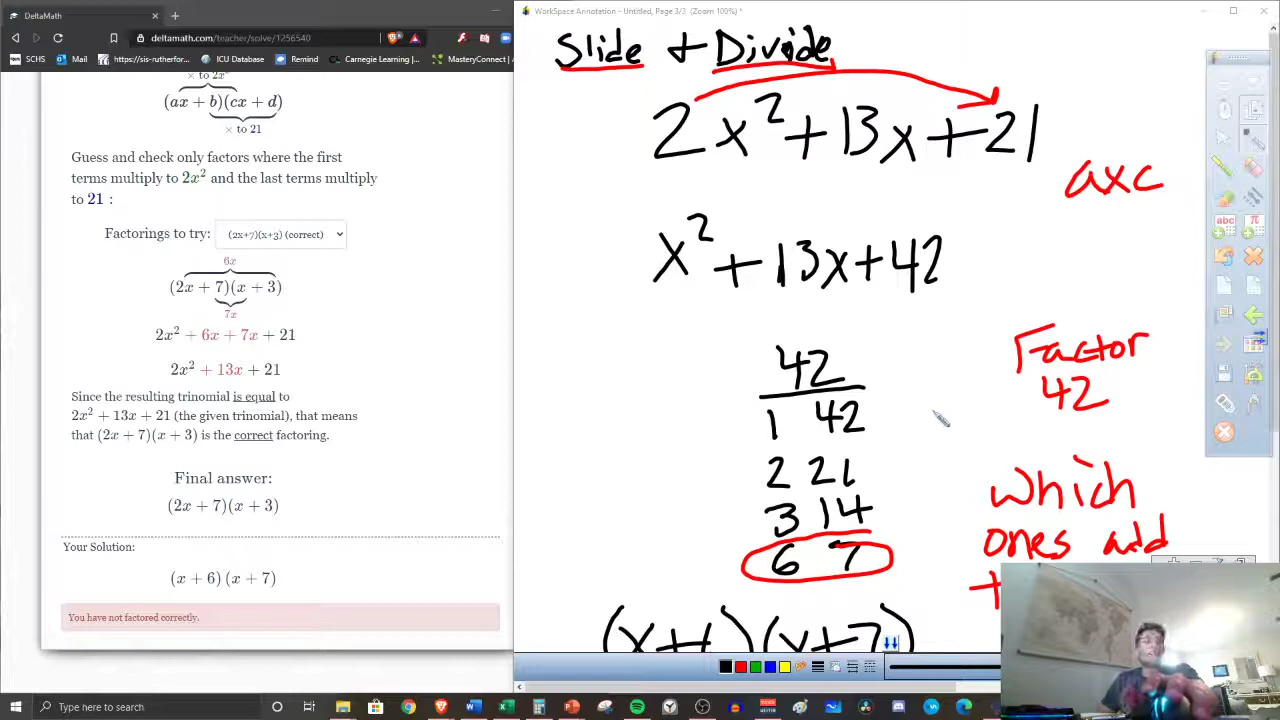 DeltaMath
deltamath.com/teacher/solve/1256540
SCHS
ICU Database
Remind
Carnegie Learning
MasteryConnect
× to 2x²
(ax + b)(cx + d)
× to 21
Guess and check only factors where the first
terms multiply to 2x² and the last terms multiply
to 21 :
Factorings to try: (2x+7)(x+3) (correct)
6x
(2x + 7)(x + 3)
7x
2x² + 6x + 7x + 21
2x² + 13x + 21
Since the resulting trinomial is equal to
2x² + 13x + 21 (the given trinomial), that means
that (2x + 7)(x + 3) is the correct factoring.
Final answer:
(2x + 7)(x + 3)
Your Solution:
(x + 6) (x + 7)
You have not factored correctly.
WorkSpace Annotation - Untitled, Page 3/3 (Zoom 100%) *
Slide + Divide
2x² + 13x + 21
axc
x² + 13x + 42
42
1 42
2 21
3 14
6 7
Factor
42
Which
ones add
abc
π
Type here to search